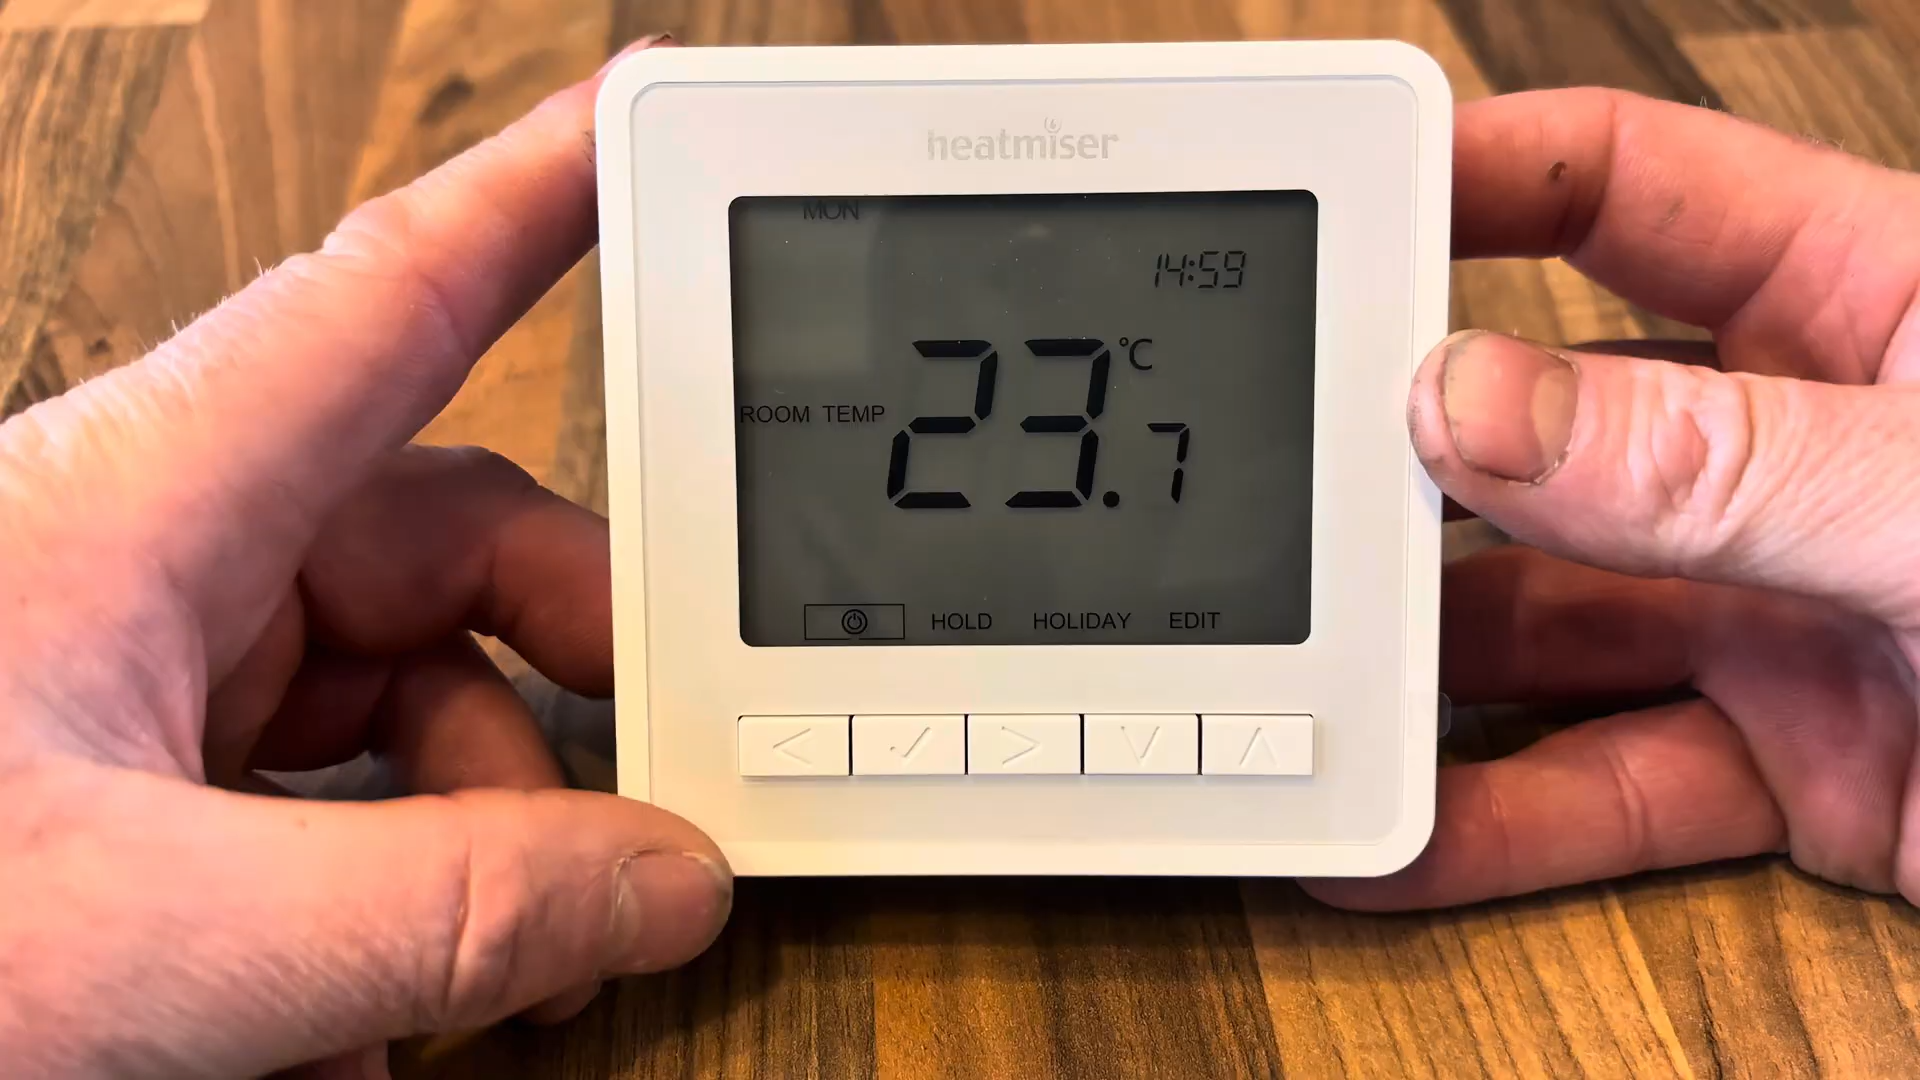 heatmiser
MON
14:59
ROOM TEMP 23.7 °C
HOLD HOLIDAY EDIT